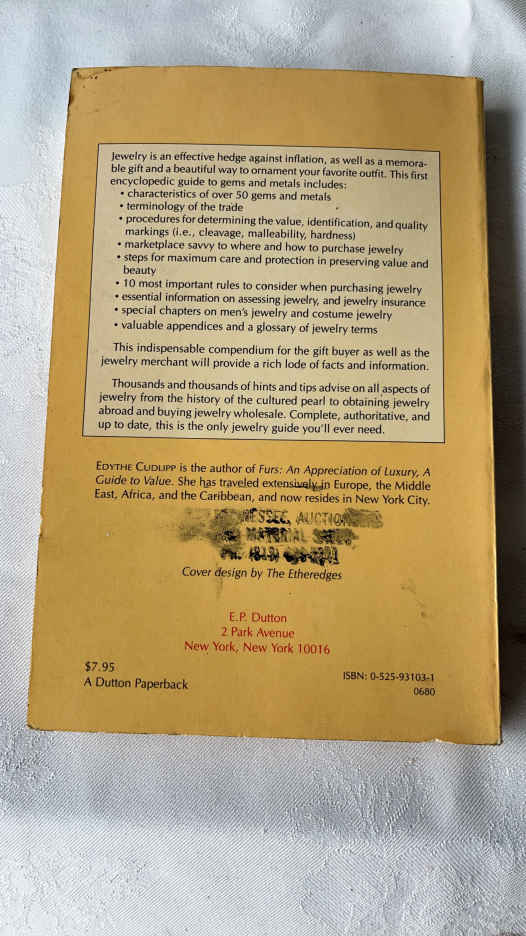 Jewelry is an effective hedge against inflation, as well as a memora-
ble gift and a beautiful way to ornament your favorite outfit. This first
encyclopedic guide to gems and metals includes:
• characteristics of over 50 gems and metals
• terminology of the trade
• procedures for determining the value, identification, and quality
markings (i.e., cleavage, malleability, hardness)
• marketplace savvy to where and how to purchase jewelry
• steps for maximum care and protection in preserving value and
beauty
• 10 most important rules to consider when purchasing jewelry
• essential information on assessing jewelry, and jewelry insurance
• special chapters on men's jewelry and costume jewelry
• valuable appendices and a glossary of jewelry terms
This indispensable compendium for the gift buyer as well as the
jewelry merchant will provide a rich lode of facts and information.
Thousands and thousands of hints and tips advise on all aspects of
jewelry from the history of the cultured pearl to obtaining jewelry
abroad and buying jewelry wholesale. Complete, authoritative, and
up to date, this is the only jewelry guide you'll ever need.
EDYTHE CUDLIPP is the author of Furs: An Appreciation of Luxury, A
Guide to Value. She has traveled extensively in Europe, the Middle
East, Africa, and the Caribbean, and now resides in New York City.
AUCTION
MATERIAL
Cover design by The Etheredges
E.P. Dutton
2 Park Avenue
New York, New York 10016
$7.95
A Dutton Paperback
ISBN: 0-525-93103-1
0680